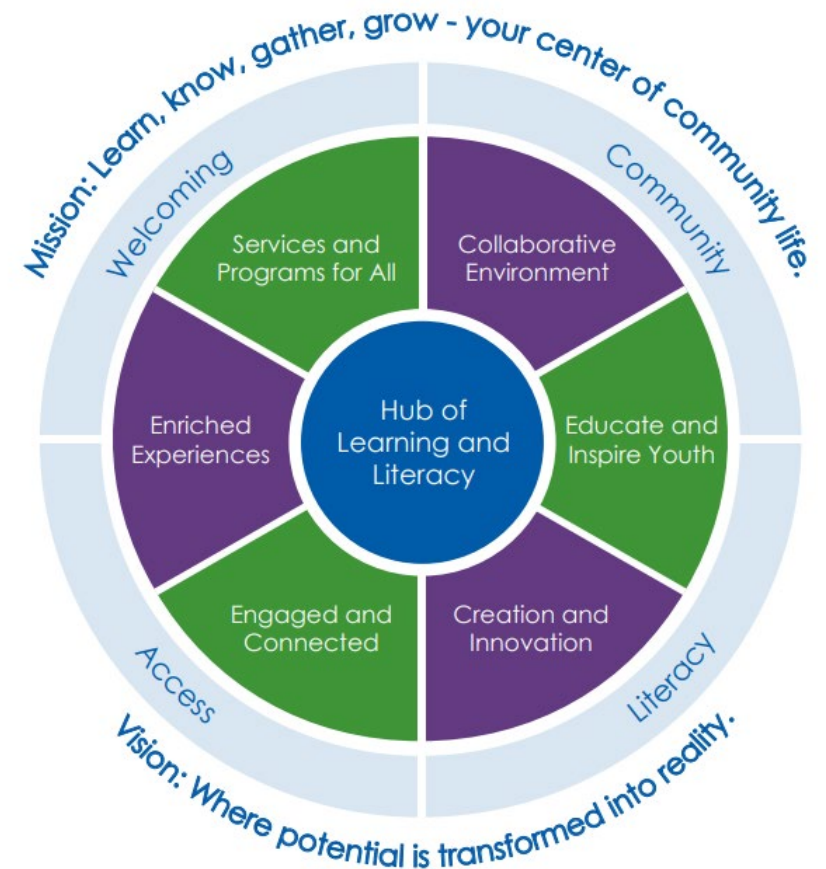 Mission: Learn, know, gather, grow - your center of community life.
Welcoming
Community
Services and
Programs for All
Collaborative
Environment
Enriched
Experiences
Hub of
Learning and
Literacy
Educate and
Inspire Youth
Engaged and
Connected
Creation and
Innovation
Access
Literacy
Vision: Where potential is transformed into reality.